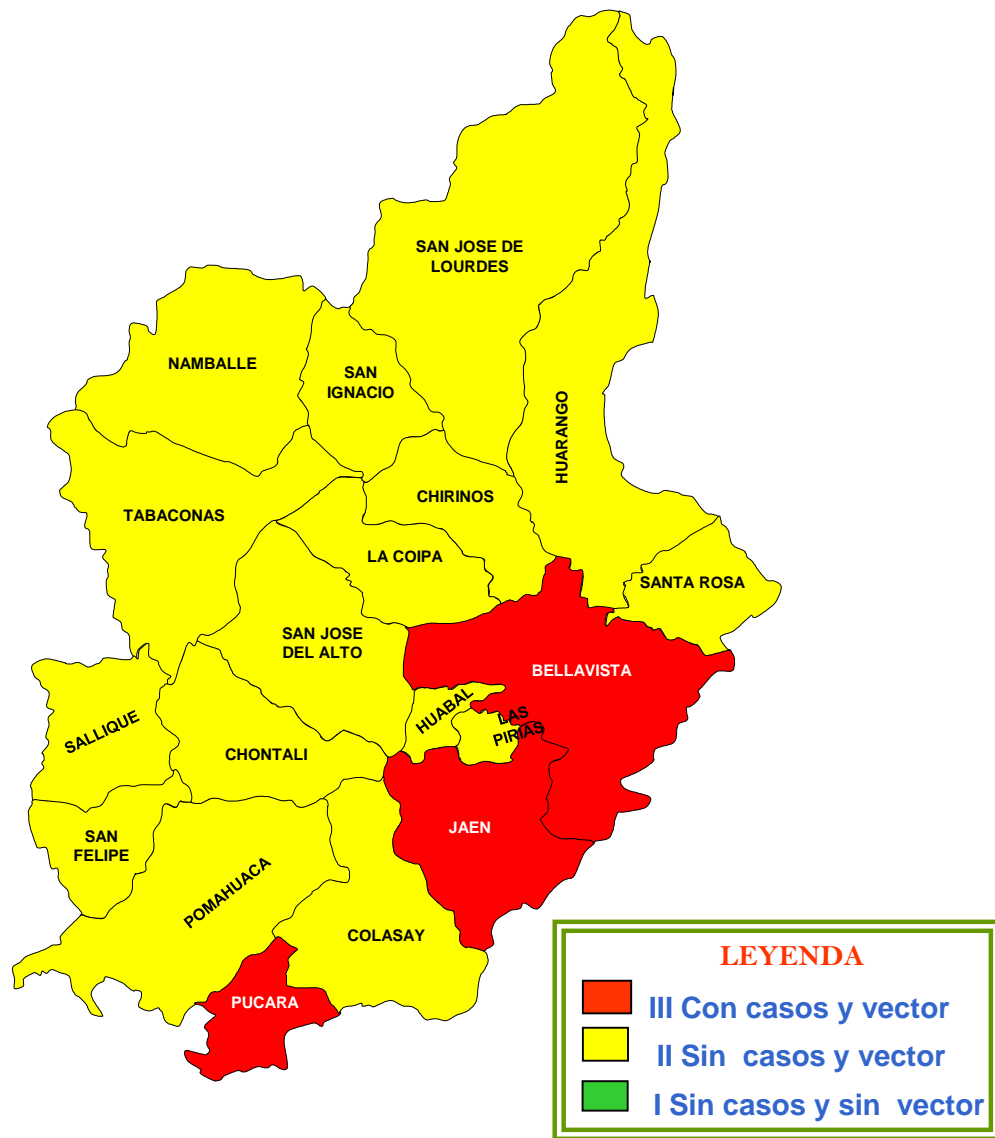 SAN JOSE DE
LOURDES
NAMBALLE
SAN
IGNACIO
HUARANGO
CHIRINOS
TABACONAS
LA COIPA
SANTA ROSA
SAN JOSE
DEL ALTO
BELLAVISTA
HUABAL
LAS
PIRIAS
SALLIQUE
CHONTALI
JAEN
SAN
FELIPE
POMAHUACA
COLASAY
PUCARA
LEYENDA
III Con casos y vector
II Sin casos y vector
I Sin casos y sin vector